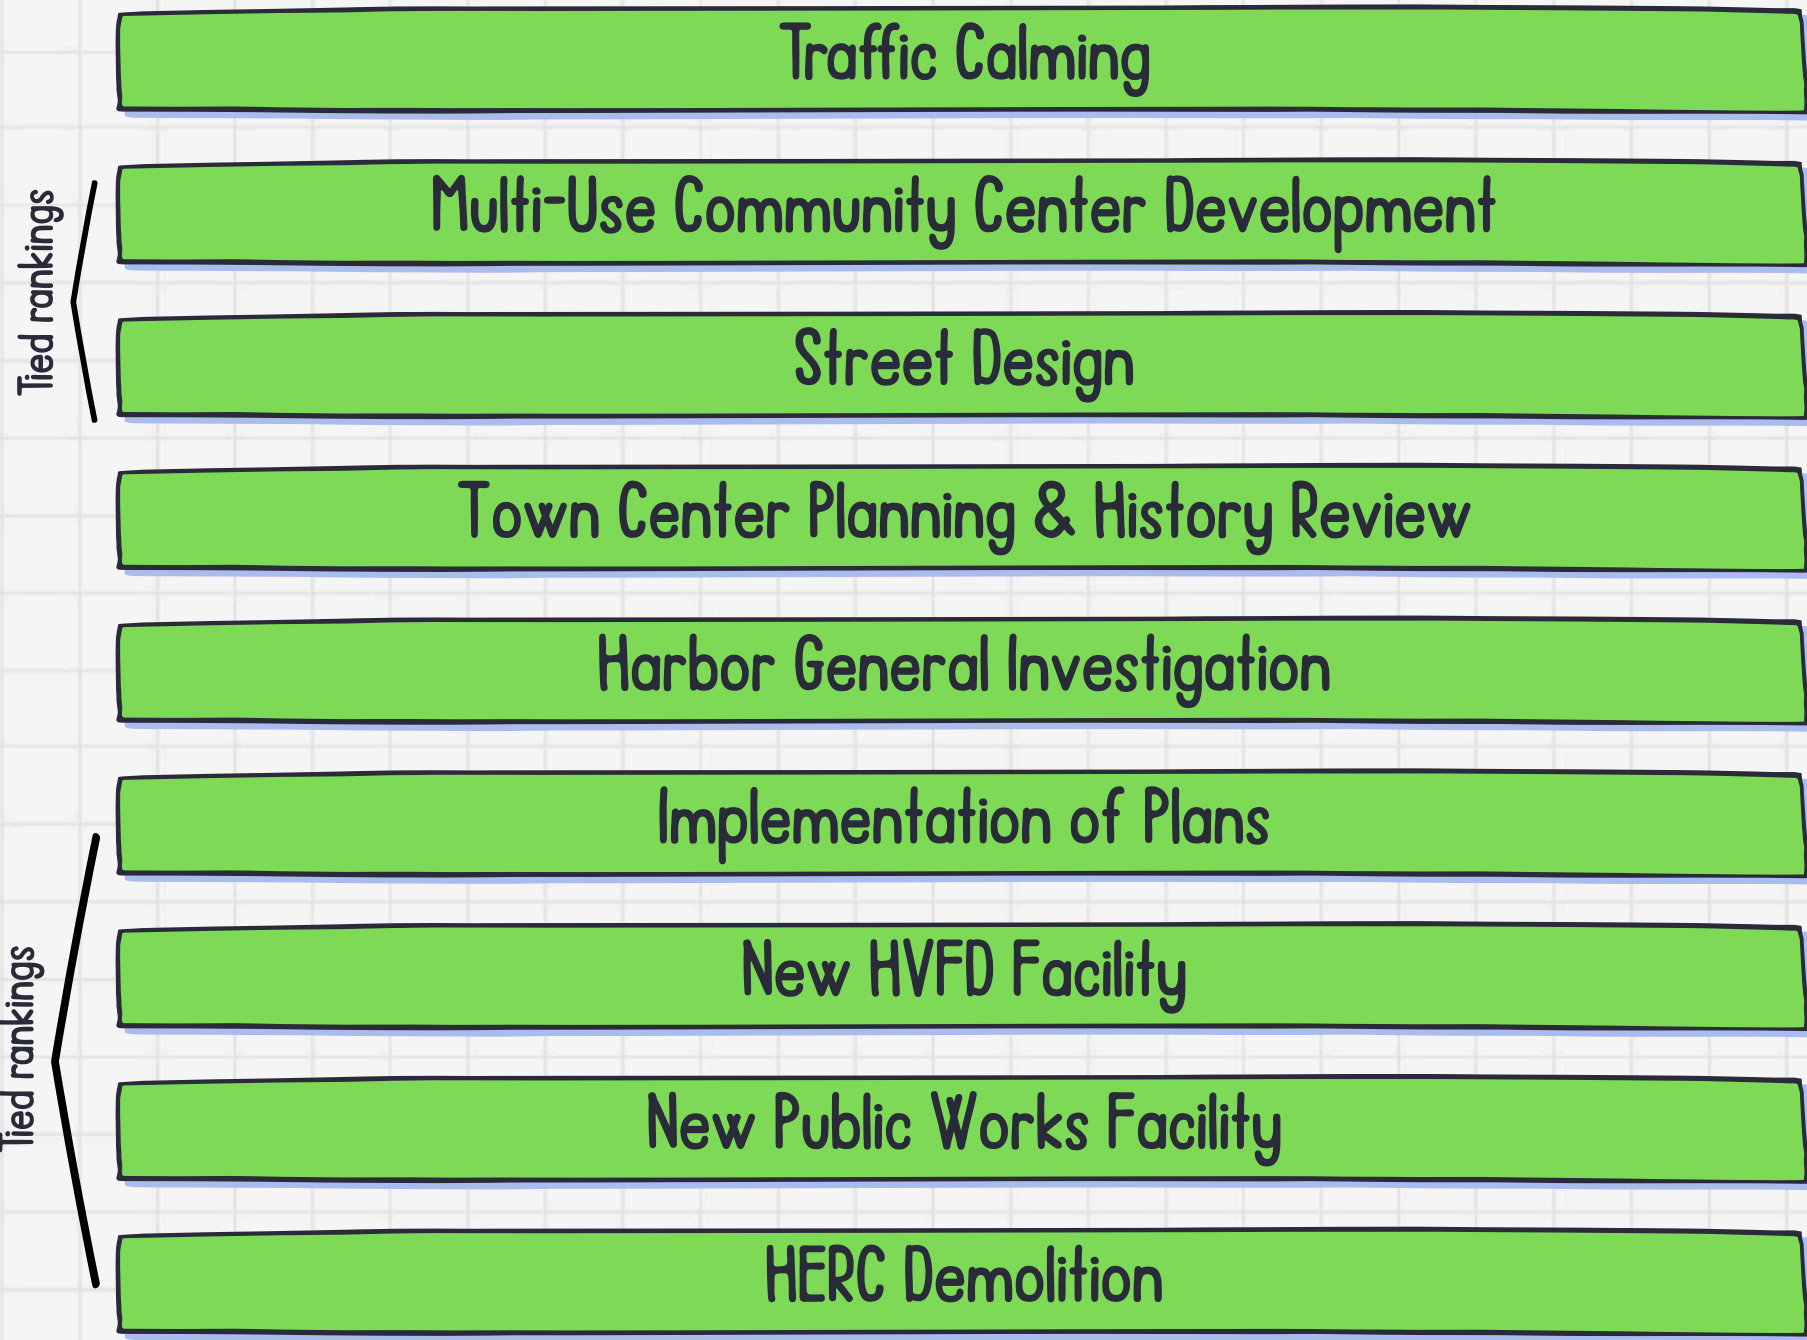 Traffic Calming
Tied rankings
Multi-Use Community Center Development
Street Design
Town Center Planning & History Review
Harbor General Investigation
Tied rankings
Implementation of Plans
New HVFD Facility
New Public Works Facility
HERC Demolition